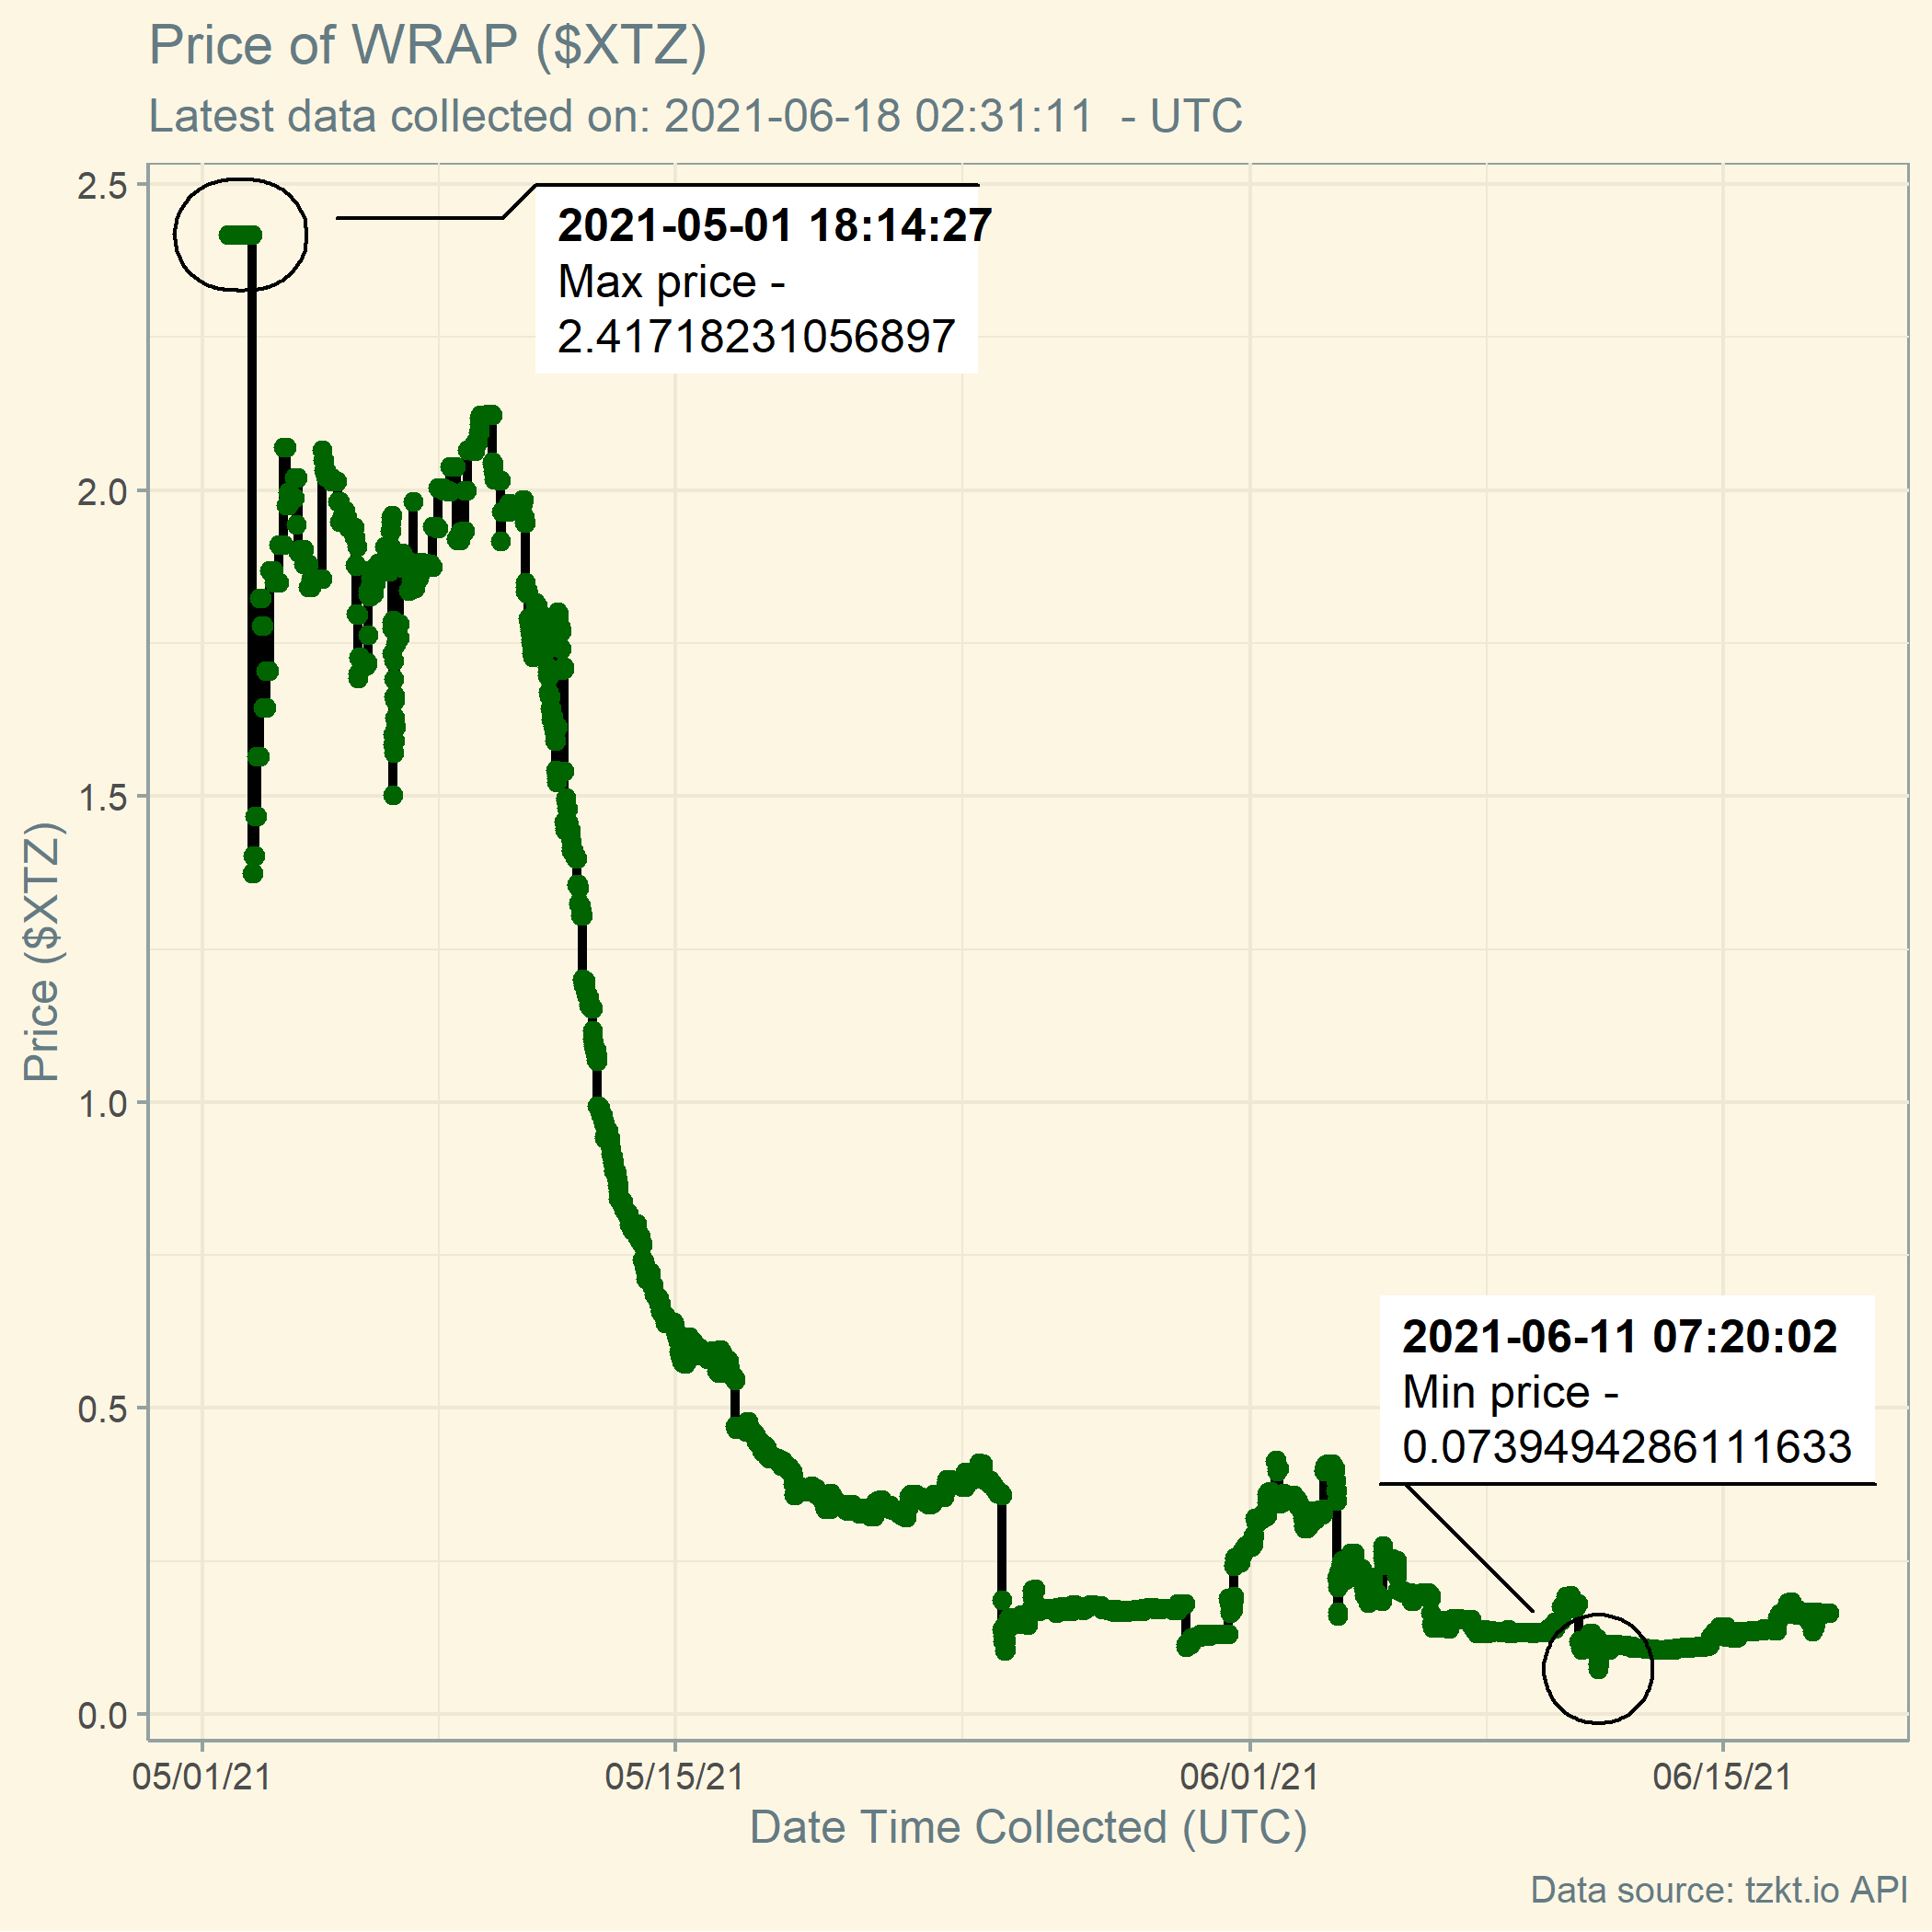 Price of WRAP ($XTZ)
Latest data collected on: 2021-06-18 02:31:11  - UTC
2.5
2.0
1.5
1.0
0.5
0.0
Price ($XTZ)
2021-05-01 18:14:27
Max price -
2.41718231056897
2021-06-11 07:20:02
Min price -
0.0739494286111633
05/01/21
05/15/21
06/01/21
06/15/21
Date Time Collected (UTC)
Data source: tzkt.io API